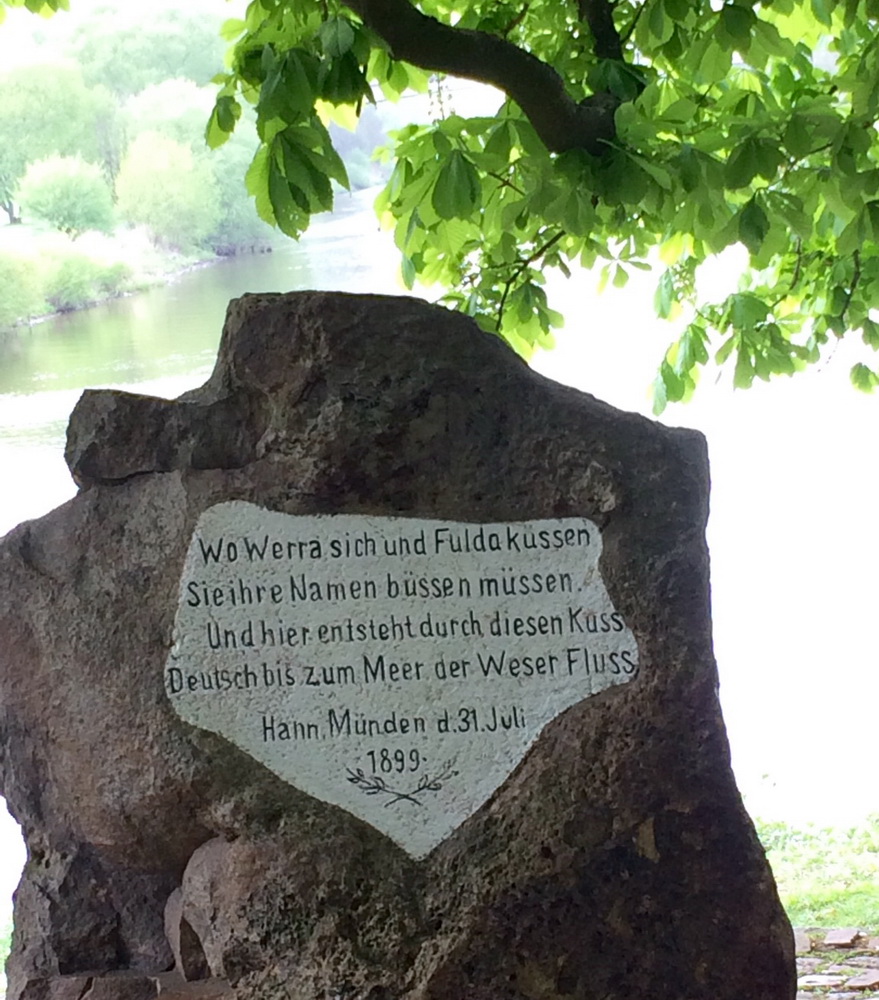 Wo Werra sich und Fulda küssen
Sie ihre Namen büssen müssen.
Und hier entsteht durch diesen Kuss
Deutsch bis zum Meer der Weser Fluss.
Hann. Münden d. 31. Juli
1899.